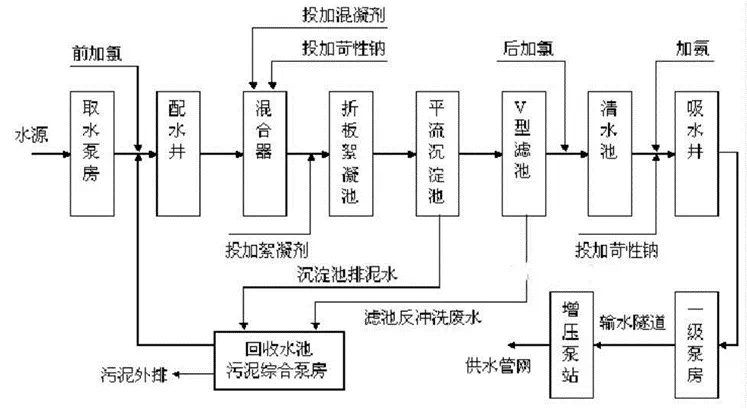 投加混凝剂
前加氯
投加苛性钠
后加氯
加氨
水源
取水泵房
配水井
混合器
折板絮凝池
平流沉淀池
V型滤池
清水池
吸水井
投加絮凝剂
投加苛性钠
沉淀池排泥水
滤池反冲洗废水
回收水池
污泥综合泵房
污泥外排
供水管网
增压泵站
输水隧道
一级泵房